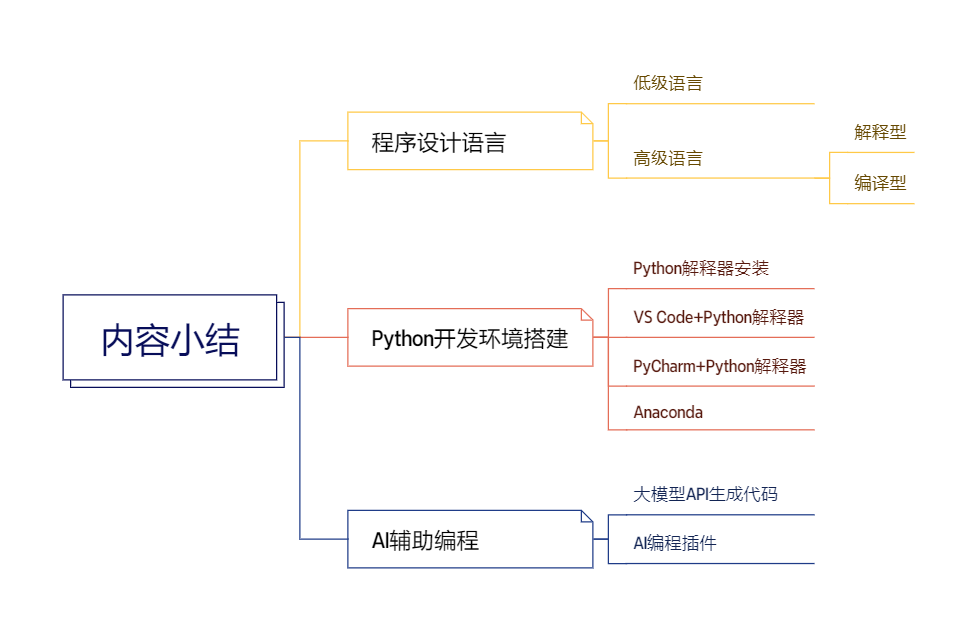 内容小结
程序设计语言
低级语言
高级语言
解释型
编译型
Python开发环境搭建
Python解释器安装
VS Code+Python解释器
PyCharm+Python解释器
Anaconda
AI辅助编程
大模型API生成代码
AI编程插件